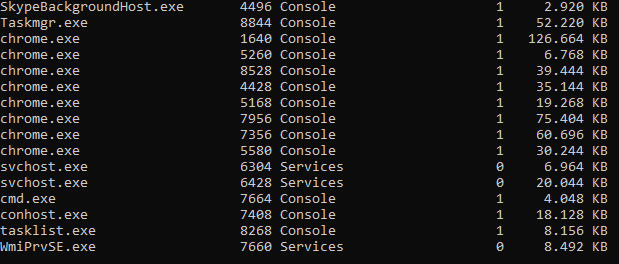 SkypeBackgroundHost.exe 4496 Console 1 2.920 KB
Taskmgr.exe 8844 Console 1 52.220 KB
chrome.exe 1640 Console 1 126.664 KB
chrome.exe 5260 Console 1 6.768 KB
chrome.exe 8528 Console 1 39.444 KB
chrome.exe 4428 Console 1 35.144 KB
chrome.exe 5168 Console 1 19.268 KB
chrome.exe 7956 Console 1 75.404 KB
chrome.exe 7356 Console 1 60.696 KB
chrome.exe 5580 Console 1 30.244 KB
svchost.exe 6304 Services 0 6.964 KB
svchost.exe 6428 Services 0 20.044 KB
cmd.exe 7664 Console 1 4.048 KB
conhost.exe 7408 Console 1 18.128 KB
tasklist.exe 8268 Console 1 8.156 KB
WmiPrvSE.exe 7660 Services 0 8.492 KB